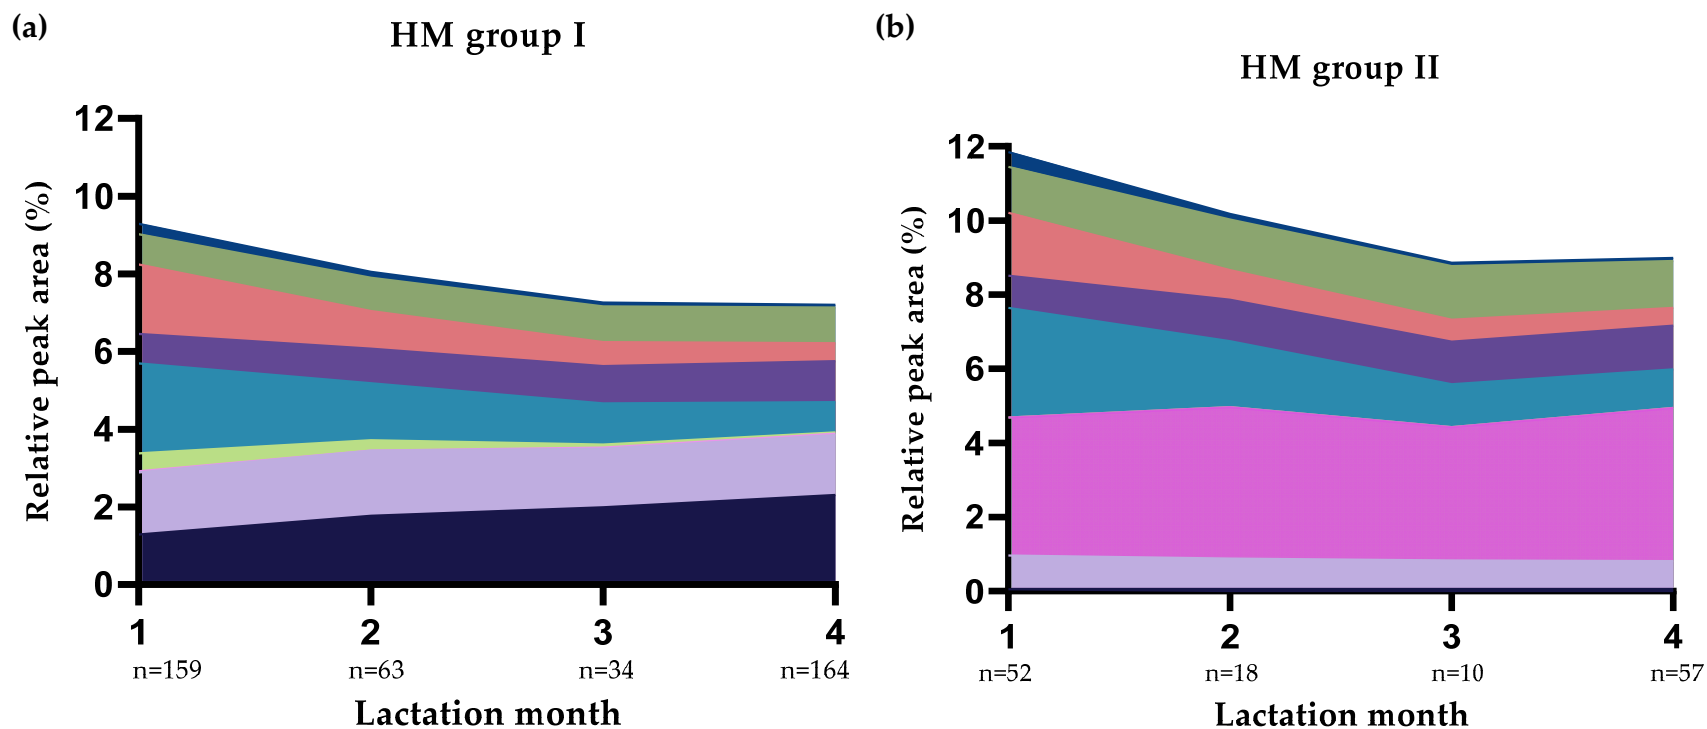 (a)
HM group I
Relative peak area (%)
12
10
8
6
4
2
0
1 2 3 4
n=159 n=63 n=34 n=164
Lactation month
(b)
HM group II
Relative peak area (%)
12
10
8
6
4
2
0
1 2 3 4
n=52 n=18 n=10 n=57
Lactation month